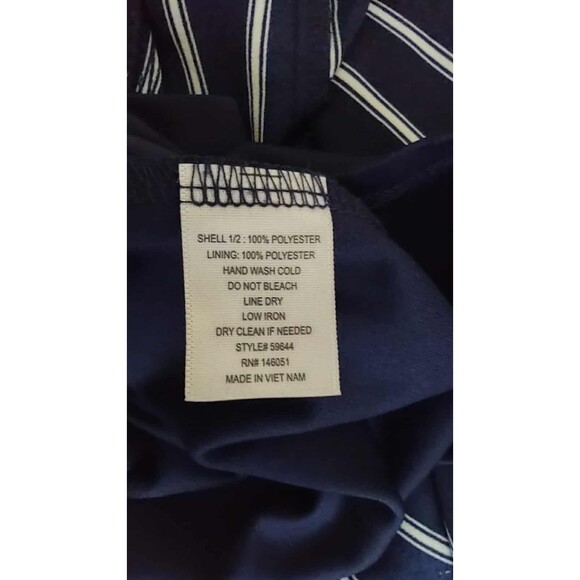 SHELL 1/2 : 100% POLYESTER
LINING: 100% POLYESTER
HAND WASH COLD
DO NOT BLEACH
LINE DRY
LOW IRON
DRY CLEAN IF NEEDED
STYLE# 59644
RN# 146051
MADE IN VIET NAM